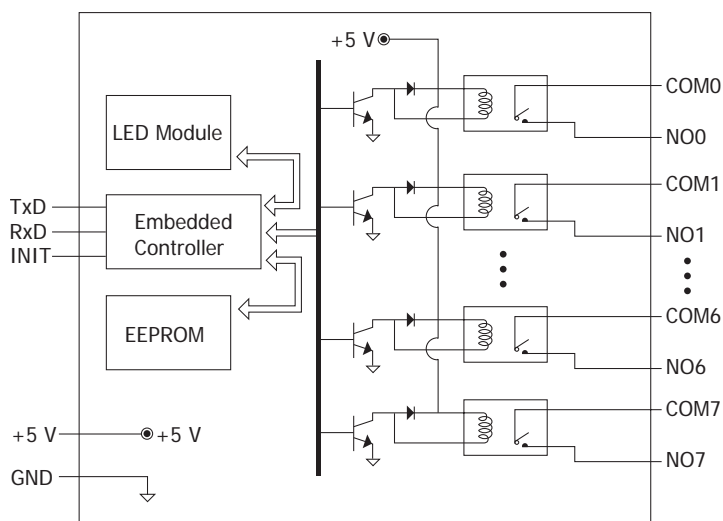 +5 V
COM0
LED Module
NO0
COM1
TxD
Embedded
Controller
RxD
NO1
INIT
EEPROM
COM6
NO6
COM7
+5 V
+5 V
NO7
GND